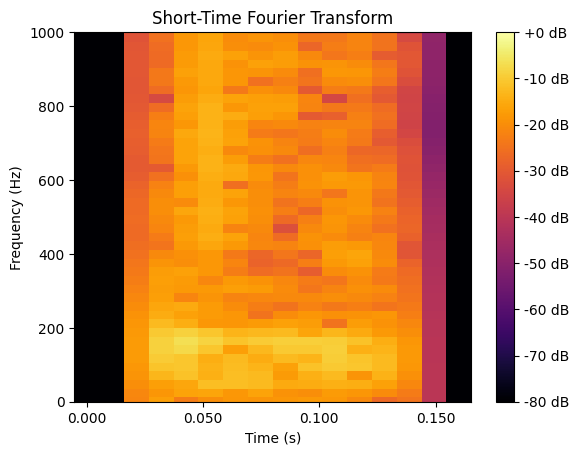 Short-Time Fourier Transform
1000
800
600
400
200
0
Frequency (Hz)
0.000
0.050
0.100
0.150
Time (s)
+0 dB
-10 dB
-20 dB
-30 dB
-40 dB
-50 dB
-60 dB
-70 dB
-80 dB